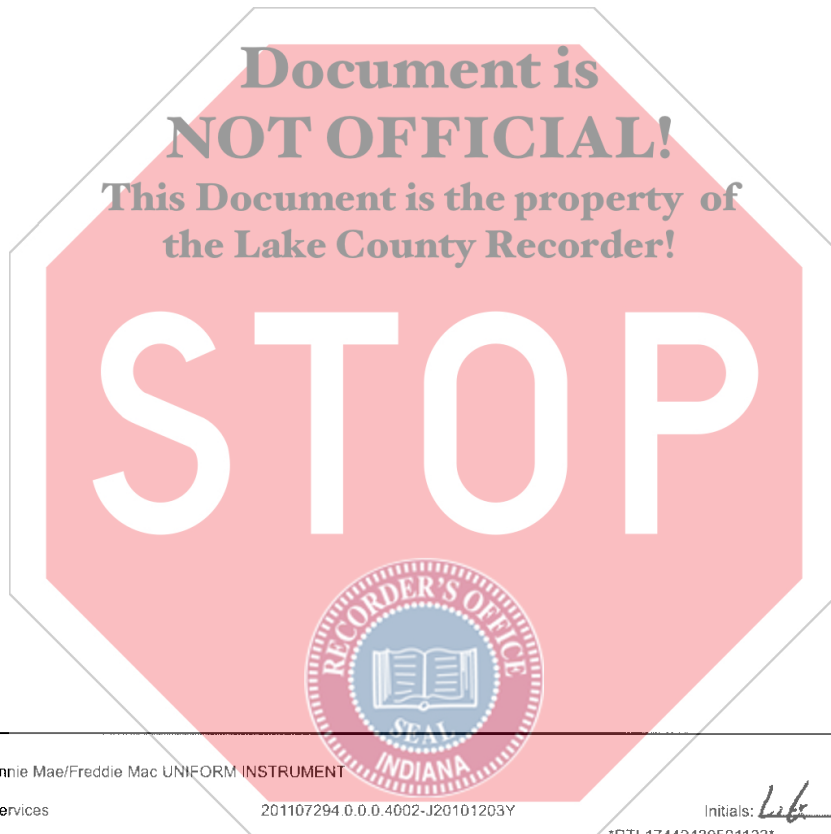 Document is
NOT OFFICIAL!
This Document is the property of
the Lake County Recorder!
STOP
RECORDER'S OFFICE
SEAL
INDIANA
nnie Mae/Freddie Mac UNIFORM INSTRUMENT
ervices 201107294.0.0.0.4002-J20101203Y Initials: